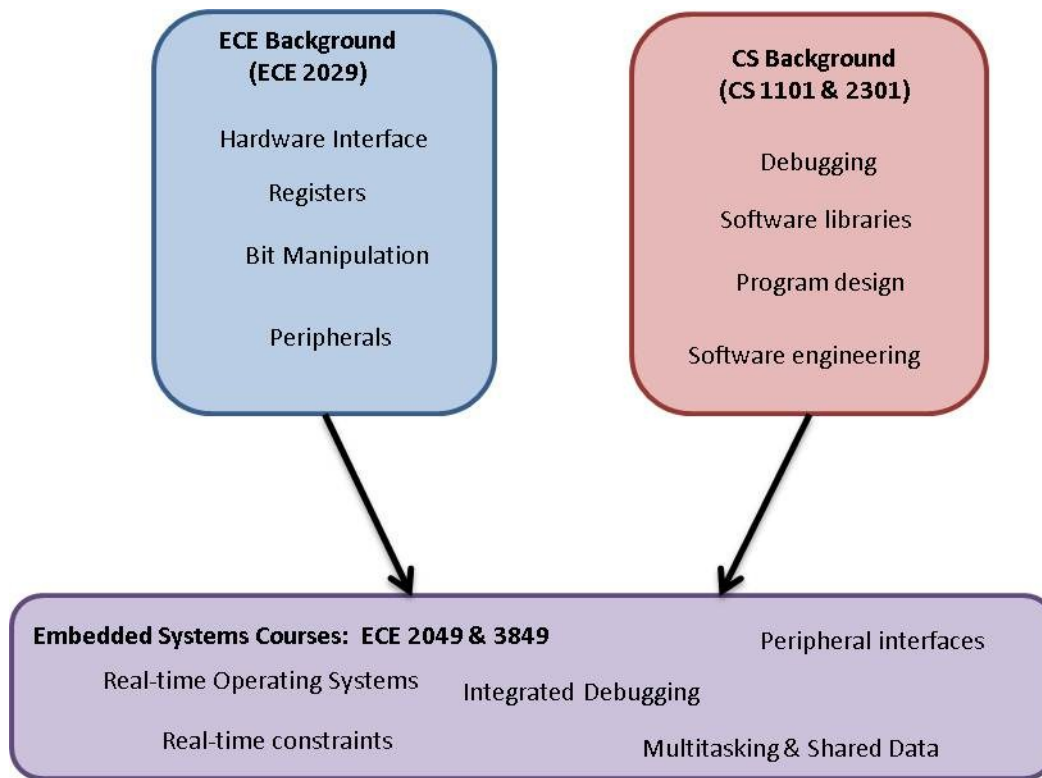 ECE Background
(ECE 2029)
Hardware Interface
Registers
Bit Manipulation
Peripherals
CS Background
(CS 1101 & 2301)
Debugging
Software libraries
Program design
Software engineering
Embedded Systems Courses: ECE 2049 & 3849
Peripheral interfaces
Real-time Operating Systems
Integrated Debugging
Real-time constraints
Multitasking & Shared Data